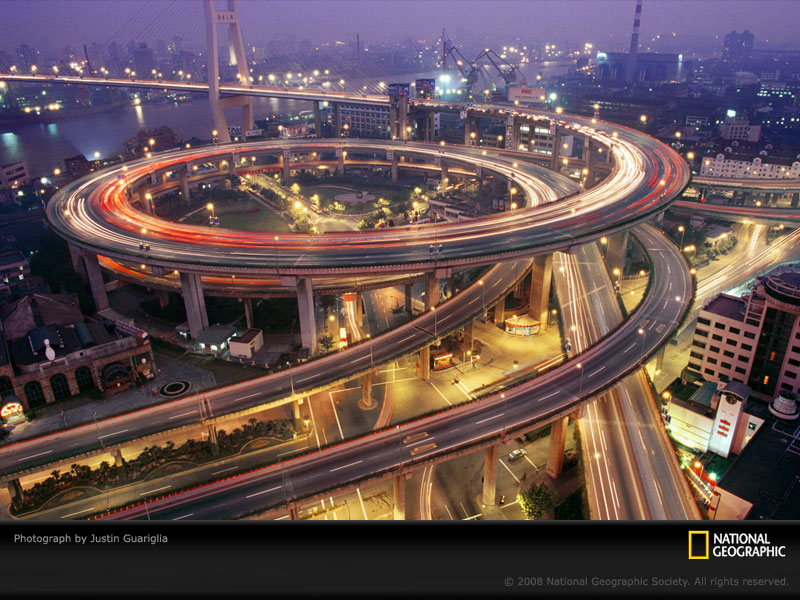 Photograph by Justin Guariglia
NATIONAL
GEOGRAPHIC
© 2008 National Geographic Society. All rights reserved.